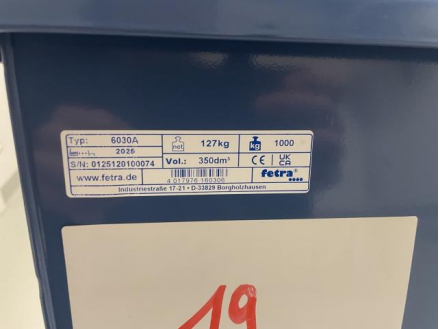 Typ: 6030A
net 127kg
kg 1000
2025
S/N: 0125120100074
Vol.: 350dm³
CE UK CA
www.fetra.de
4 017976 160306
fetra®
Industriestraße 17-21 • D-33829 Borgholzhausen
19